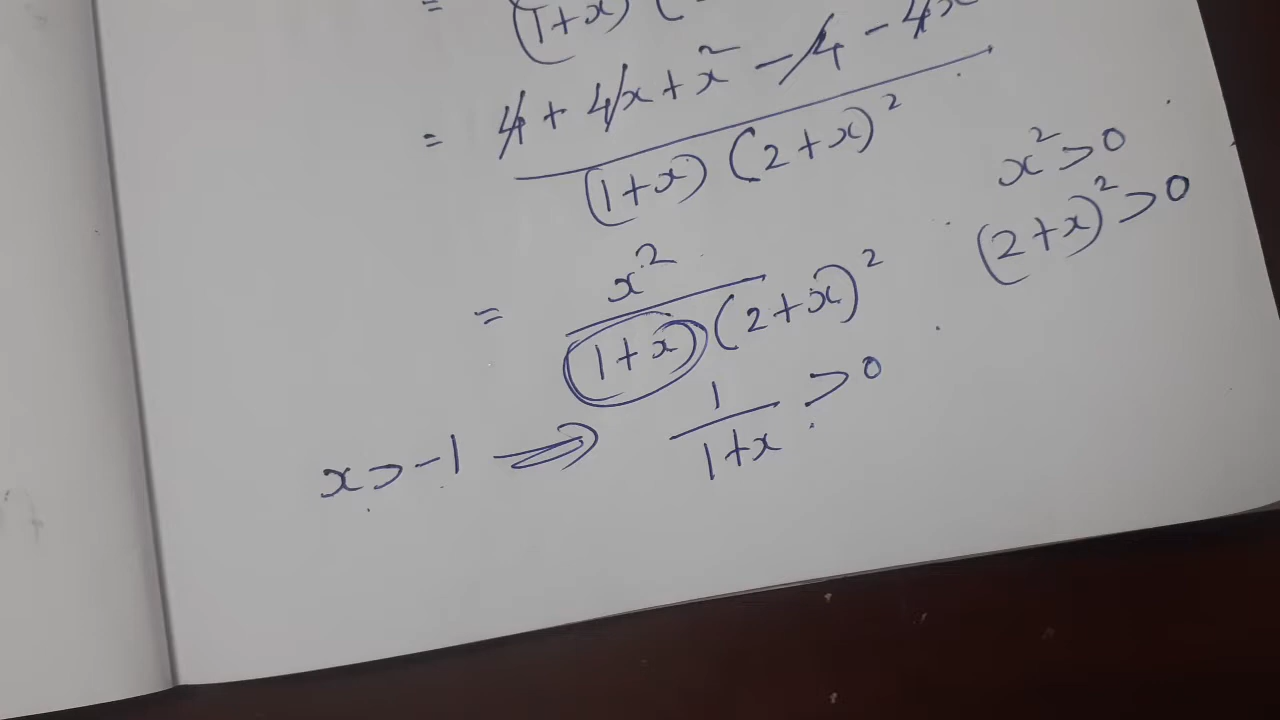 = (1+x) (
= 4 + 4x + x² - 4 - 4x
(1+x) (2+x)²
x² > 0
(2+x)² > 0
= x²
(1+x) (2+x)²
x > -1 ⟹ 1 / 1+x > 0